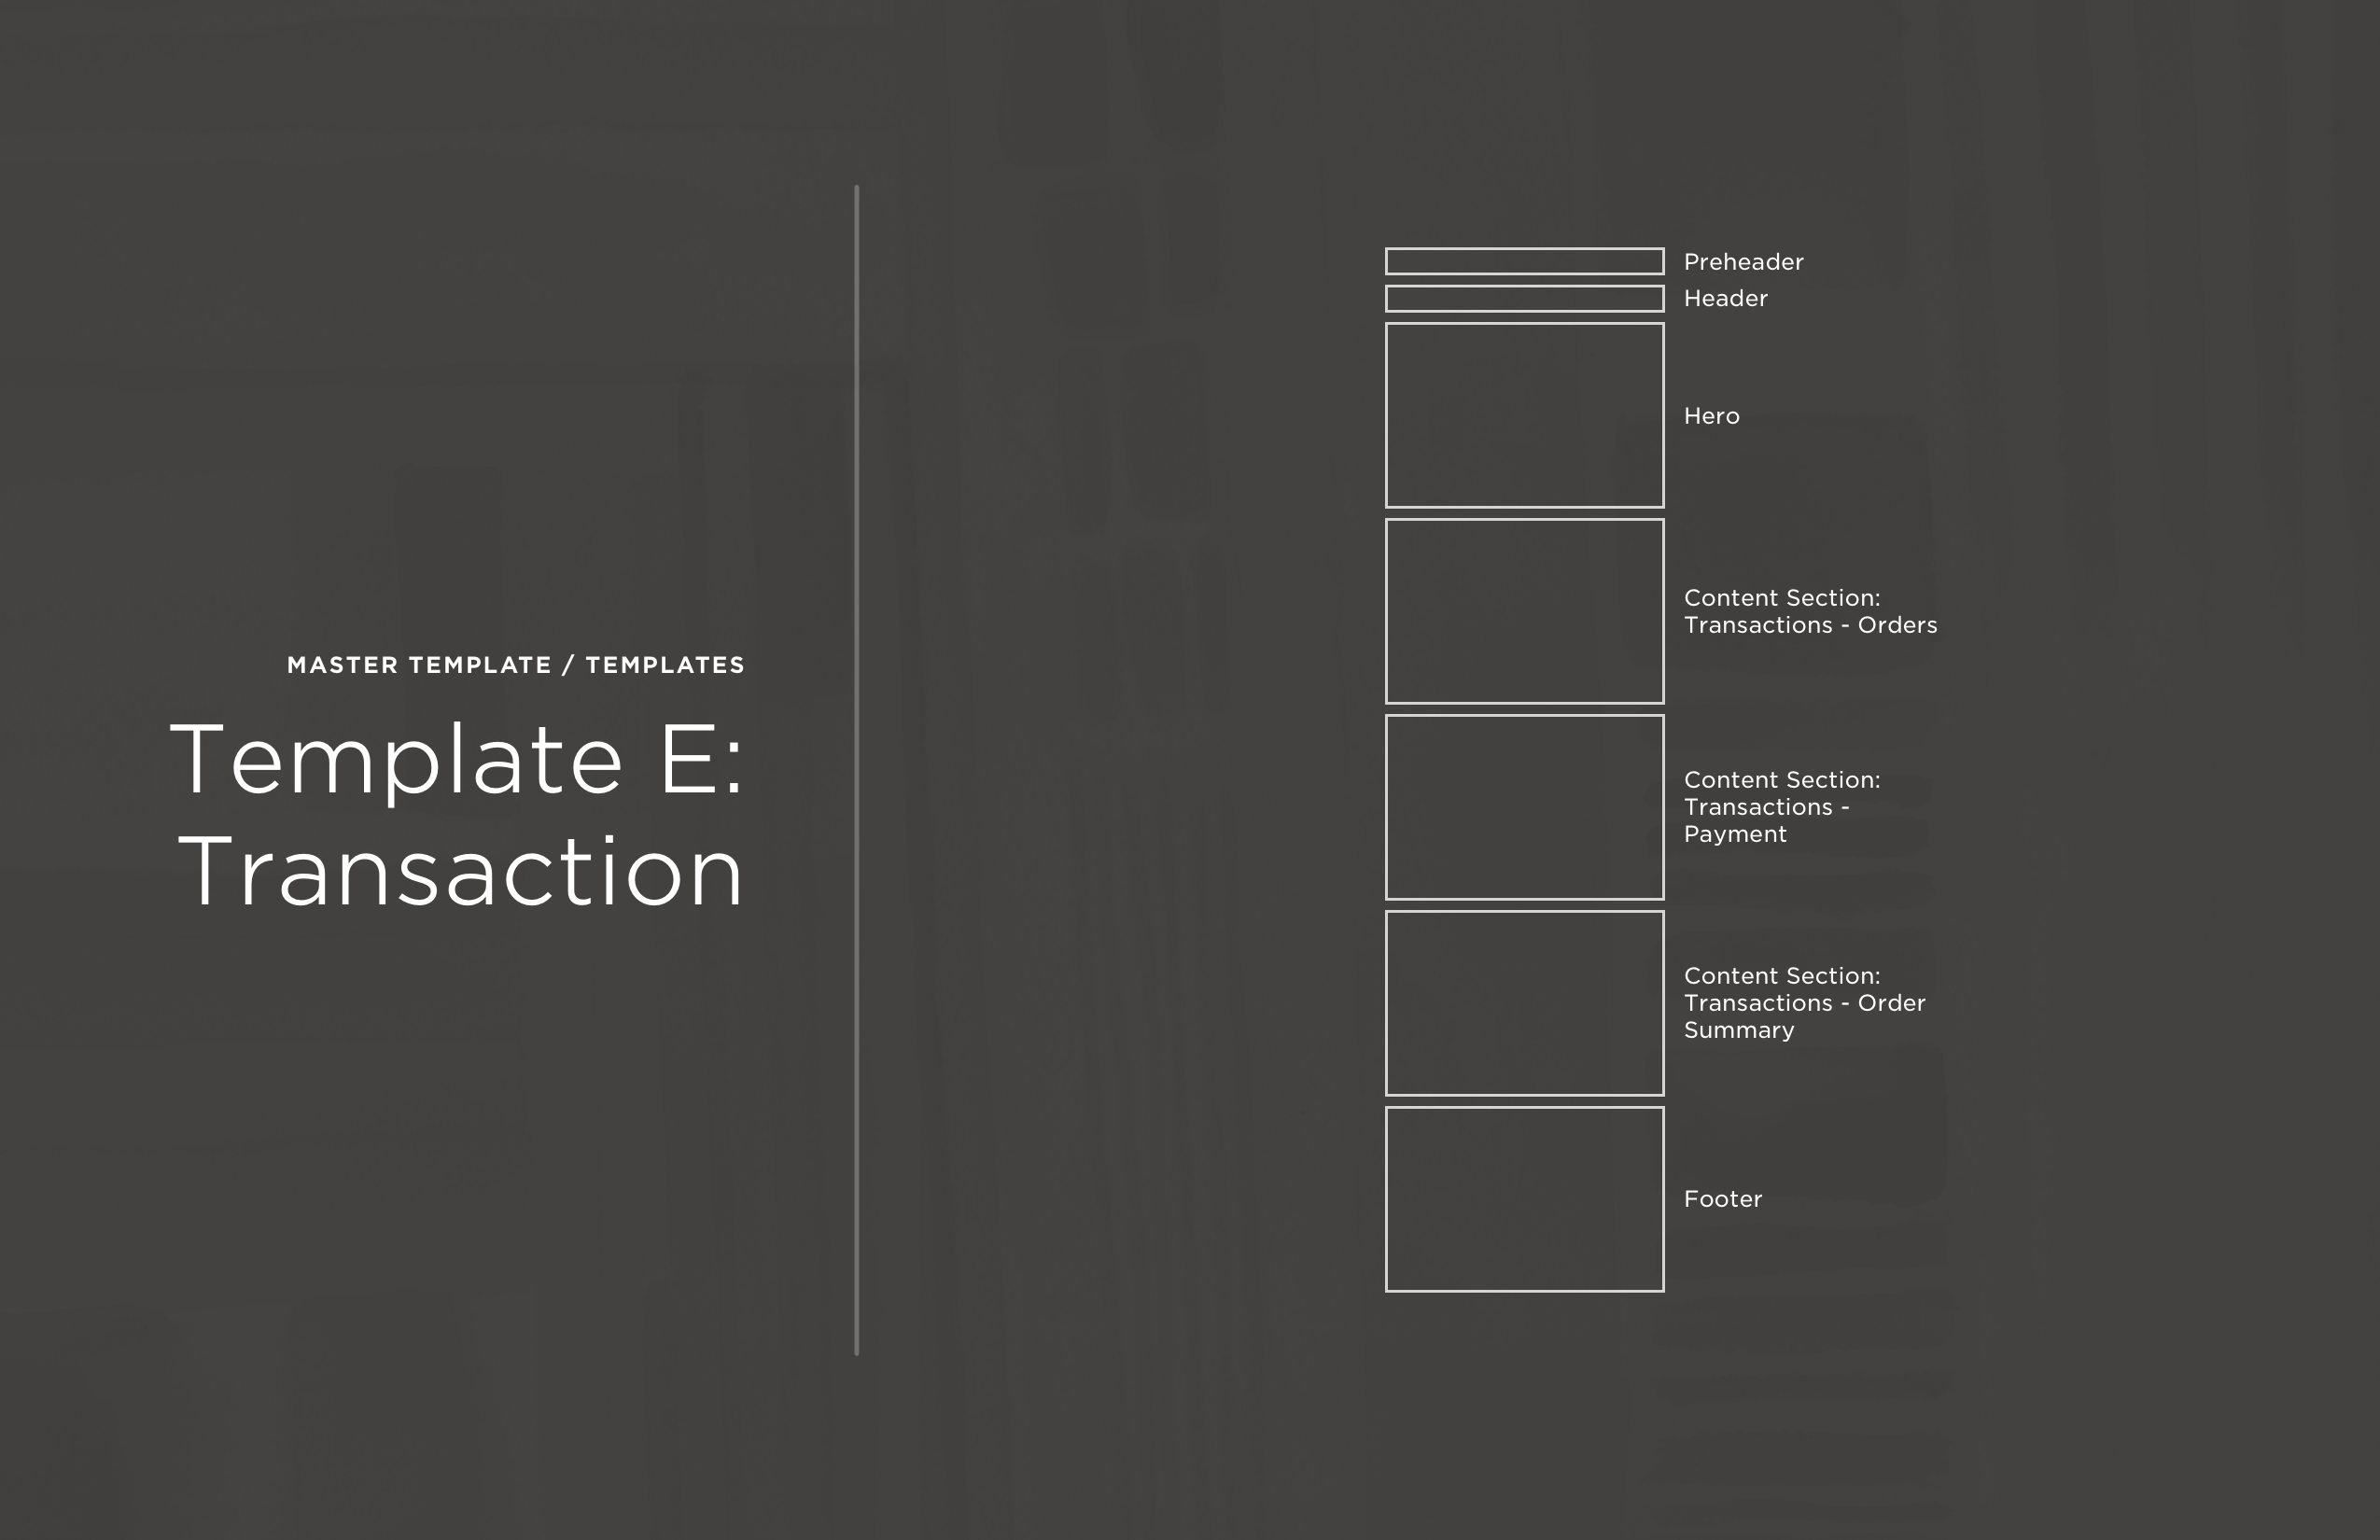 MASTER TEMPLATE / TEMPLATES
Template E:
Transaction
Preheader
Header
Hero
Content Section:
Transactions - Orders
Content Section:
Transactions -
Payment
Content Section:
Transactions - Order
Summary
Footer